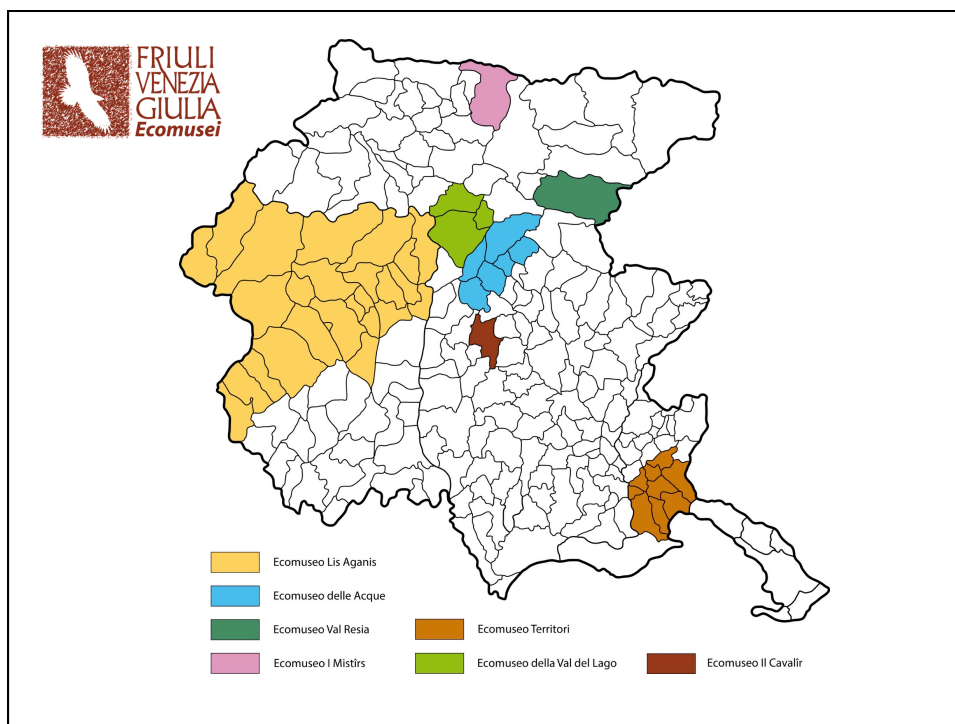 FRIULI
VENEZIA
GIULIA
Ecomusei
Ecomuseo Lis Aganis
Ecomuseo delle Acque
Ecomuseo Val Resia
Ecomuseo Territori
Ecomuseo I Mistîrs
Ecomuseo della Val del Lago
Ecomuseo Il Cavalîr